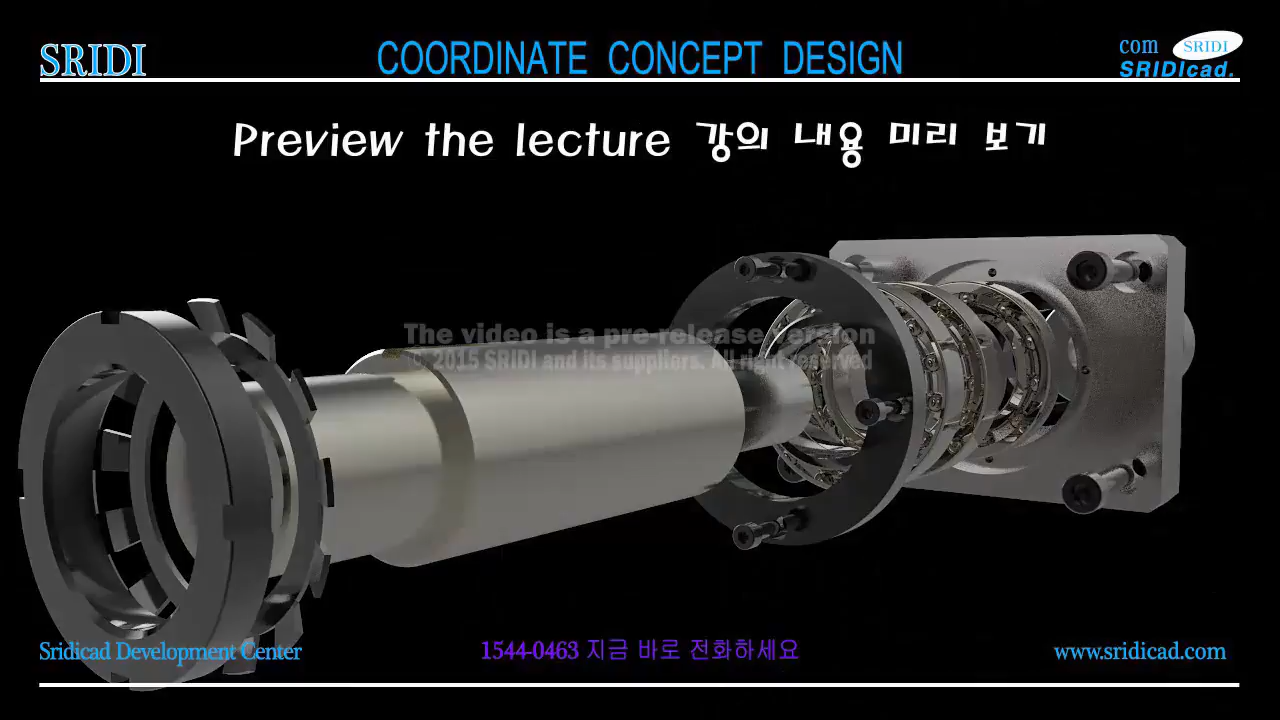 SRIDI
COORDINATE CONCEPT DESIGN
com SRIDI
SRIDIcad.
Preview the lecture 강의 내용 미리 보기
The video is a pre-release version
© 2015 SRIDI and its suppliers. All right reserved
Sridicad Development Center
1544-0463 지금 바로 전화하세요
www.sridicad.com